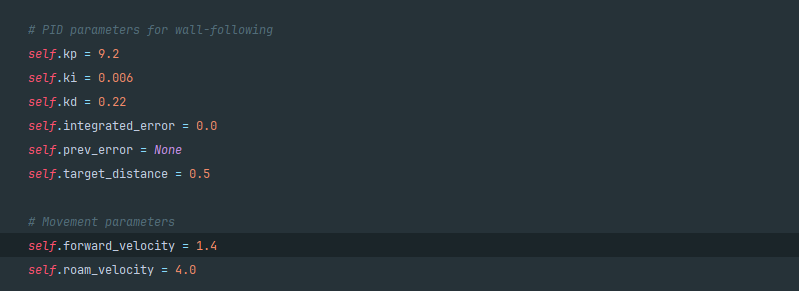 # PID parameters for wall-following
self.kp = 9.2
self.ki = 0.006
self.kd = 0.22
self.integrated_error = 0.0
self.prev_error = None
self.target_distance = 0.5
# Movement parameters
self.forward_velocity = 1.4
self.roam_velocity = 4.0